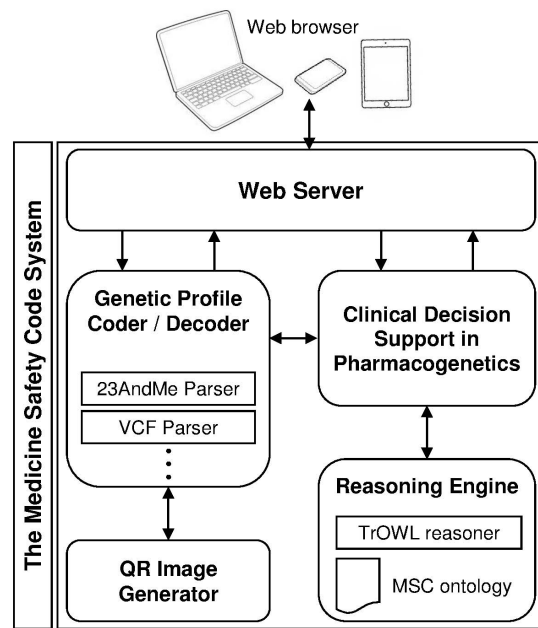 Web browser
The Medicine Safety Code System
Web Server
Genetic Profile
Coder / Decoder
23AndMe Parser
VCF Parser
Clinical Decision
Support in
Pharmacogenetics
QR Image
Generator
Reasoning Engine
TrOWL reasoner
MSC ontology